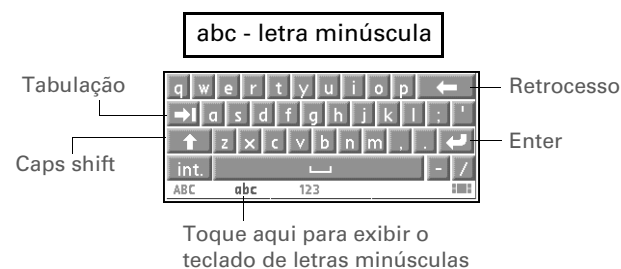 abc - letra minúscula
Tabulação
q w e r t y u i o p
Retrocesso
a s d f g h j k l ; '
Caps shift
z x c v b n m , .
Enter
int. - /
ABC abc 123
Toque aqui para exibir o
teclado de letras minúsculas